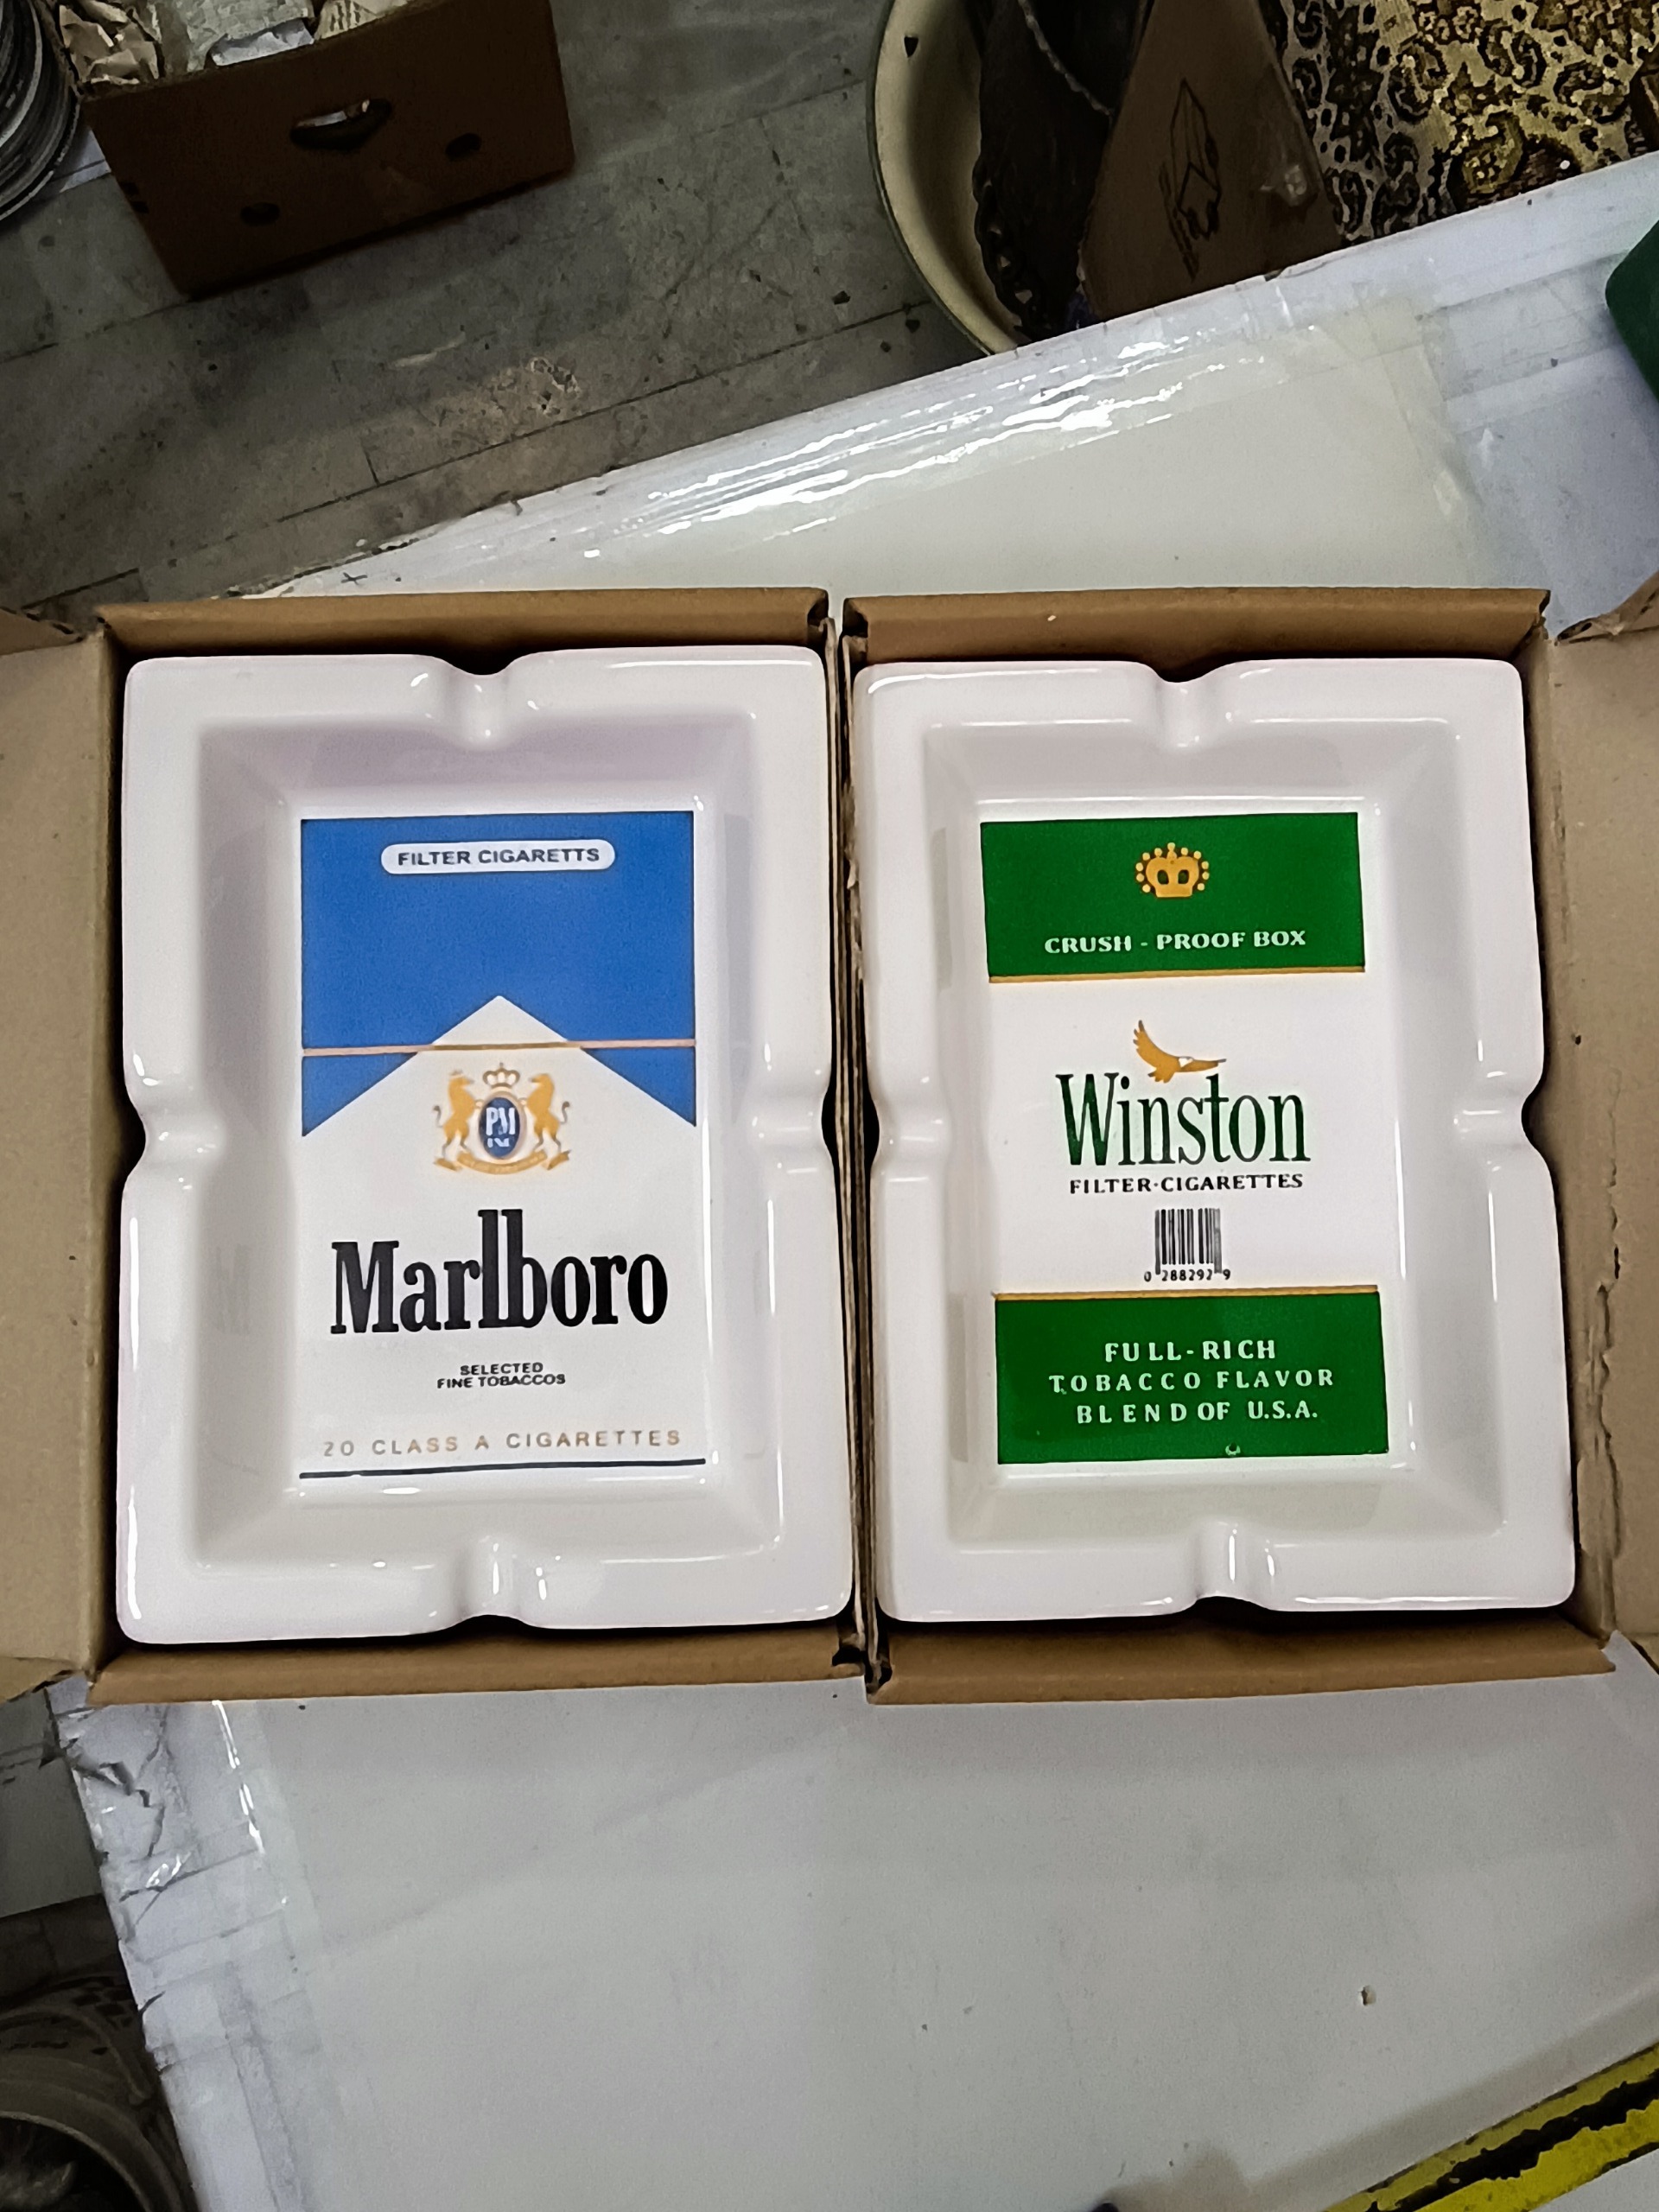 FILTER CIGARETTS
PM
Marlboro
SELECTED
FINE TOBACCOS
20 CLASS A CIGARETTES
CRUSH - PROOF BOX
Winston
FILTER·CIGARETTES
0 288292 9
FULL-RICH
TOBACCO FLAVOR
BLEND OF U.S.A.